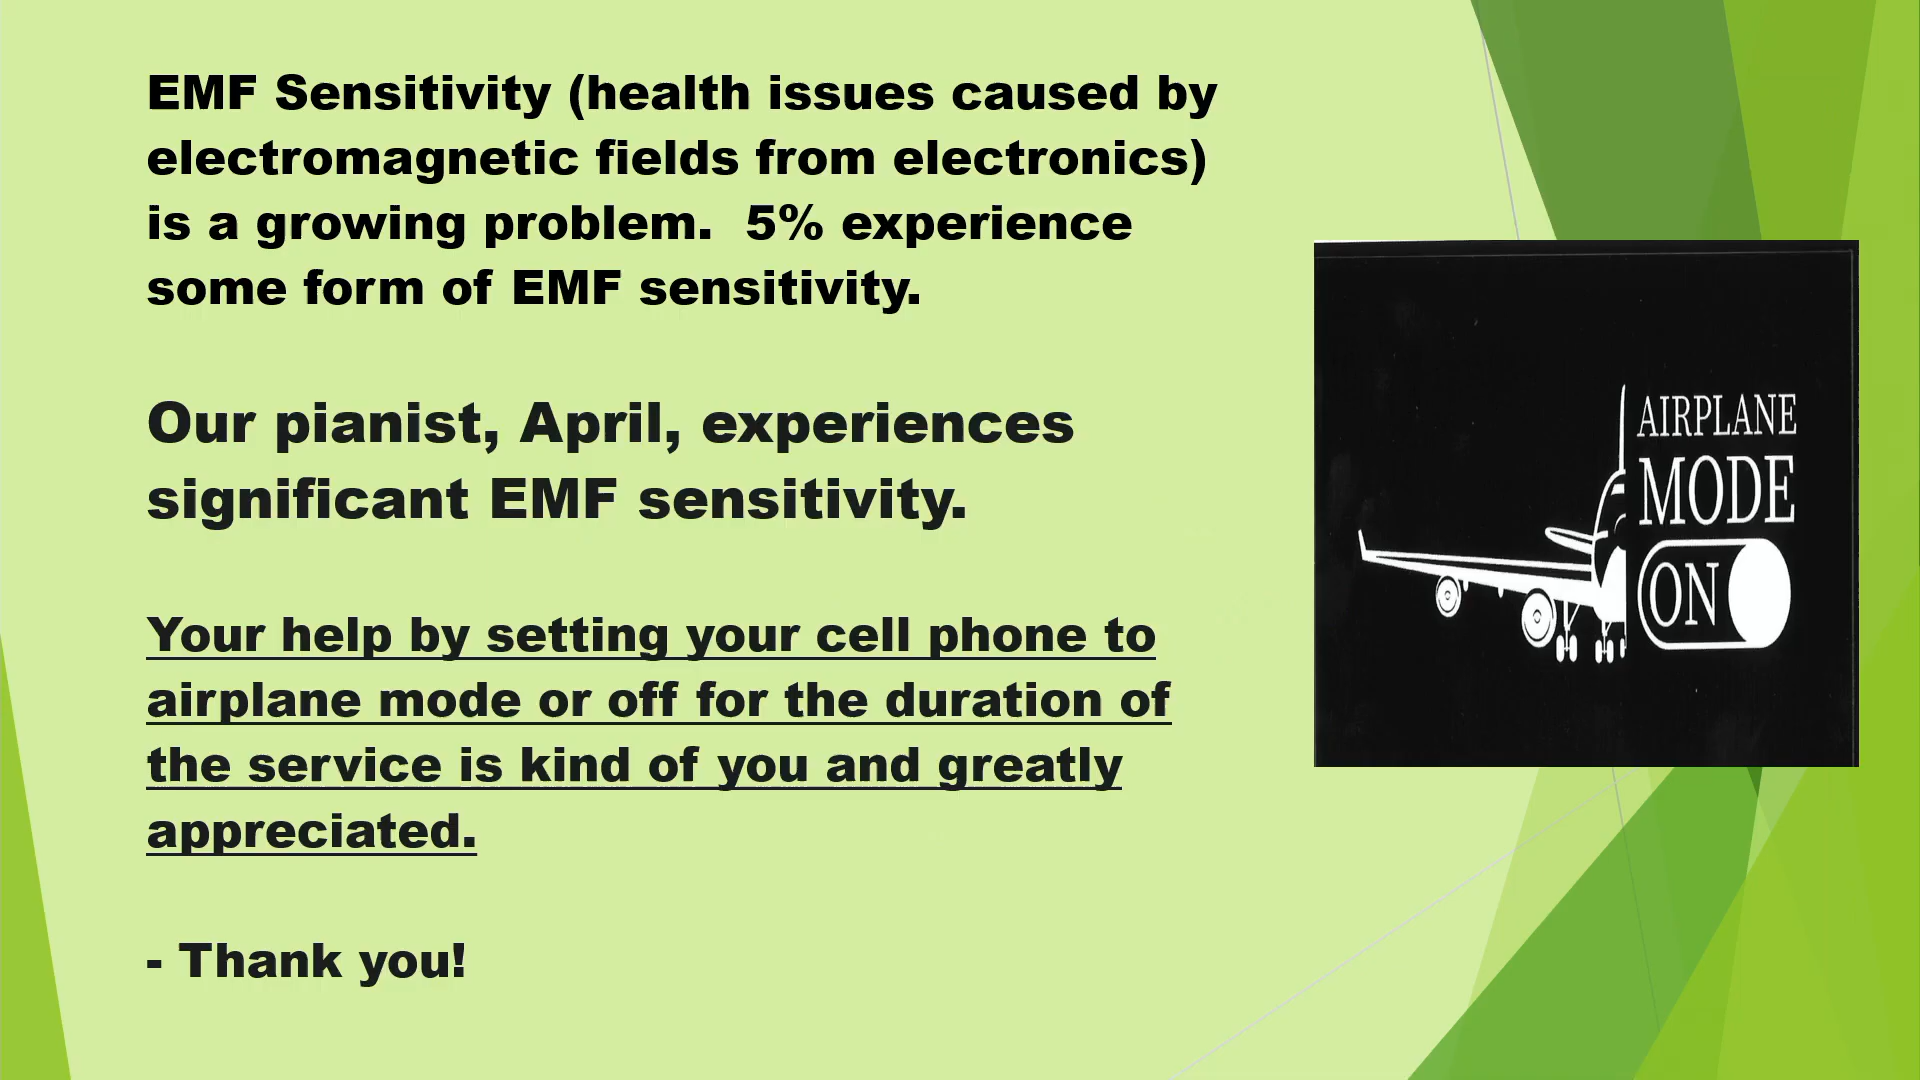 EMF Sensitivity (health issues caused by
electromagnetic fields from electronics)
is a growing problem.  5% experience
some form of EMF sensitivity.
Our pianist, April, experiences
significant EMF sensitivity.
Your help by setting your cell phone to
airplane mode or off for the duration of
the service is kind of you and greatly
appreciated.
- Thank you!
AIRPLANE
MODE
ON